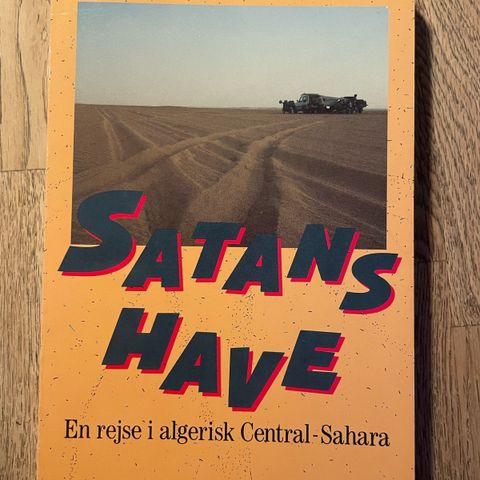 SATANS
HAVE
En rejse i algerisk Central-Sahara